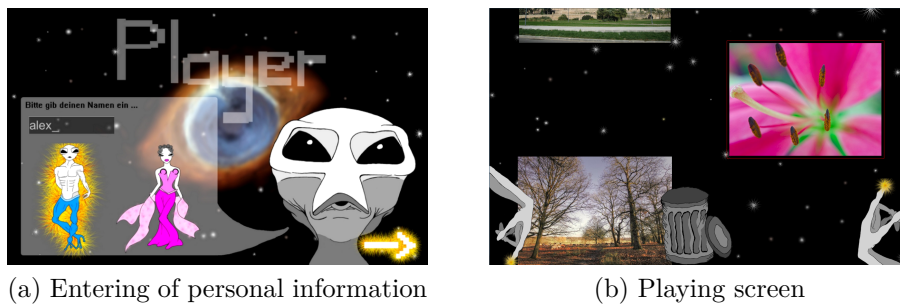 Player
Bitte gib deinen Namen ein ...
alex_
(a) Entering of personal information
(b) Playing screen